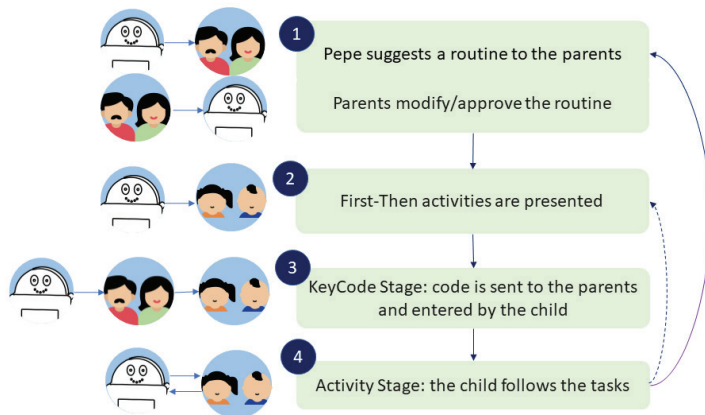 1
Pepe suggests a routine to the parents
Parents modify/approve the routine
2
First-Then activities are presented
3
KeyCode Stage: code is sent to the parents
and entered by the child
4
Activity Stage: the child follows the tasks